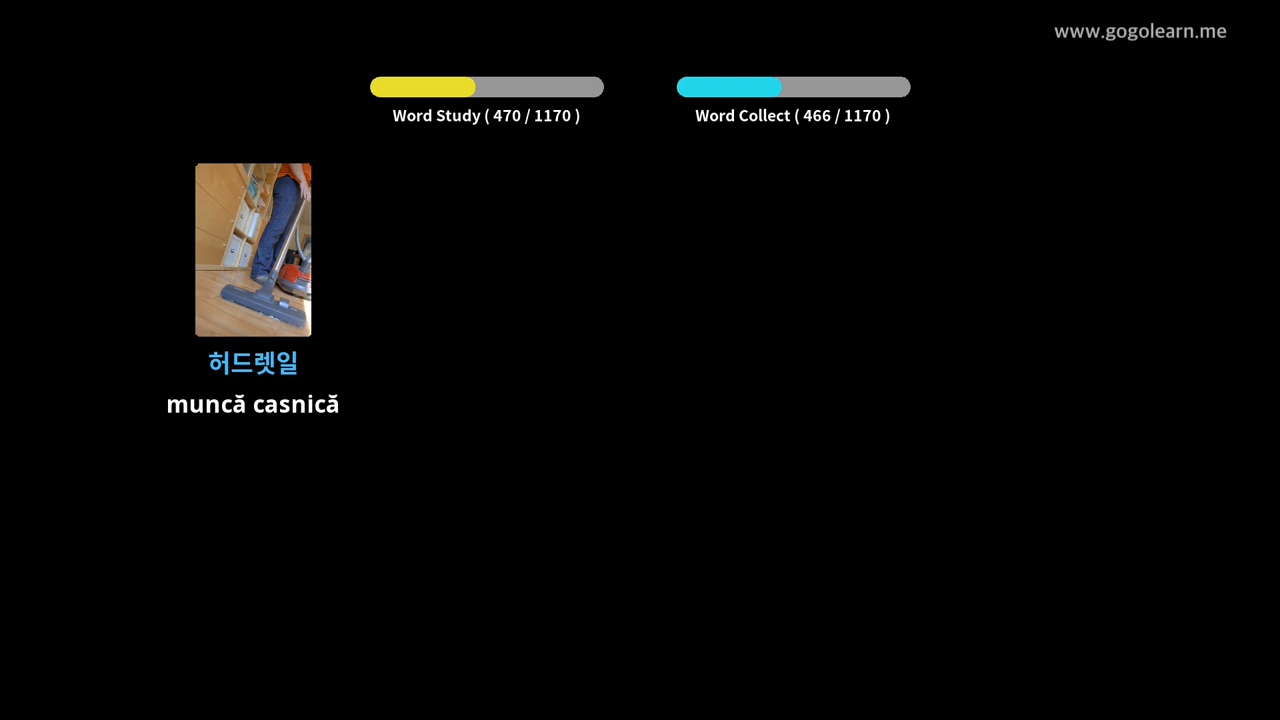 www.gogolearn.me
Word Study ( 470 / 1170 )
Word Collect ( 466 / 1170 )
허드렛일
muncă casnică